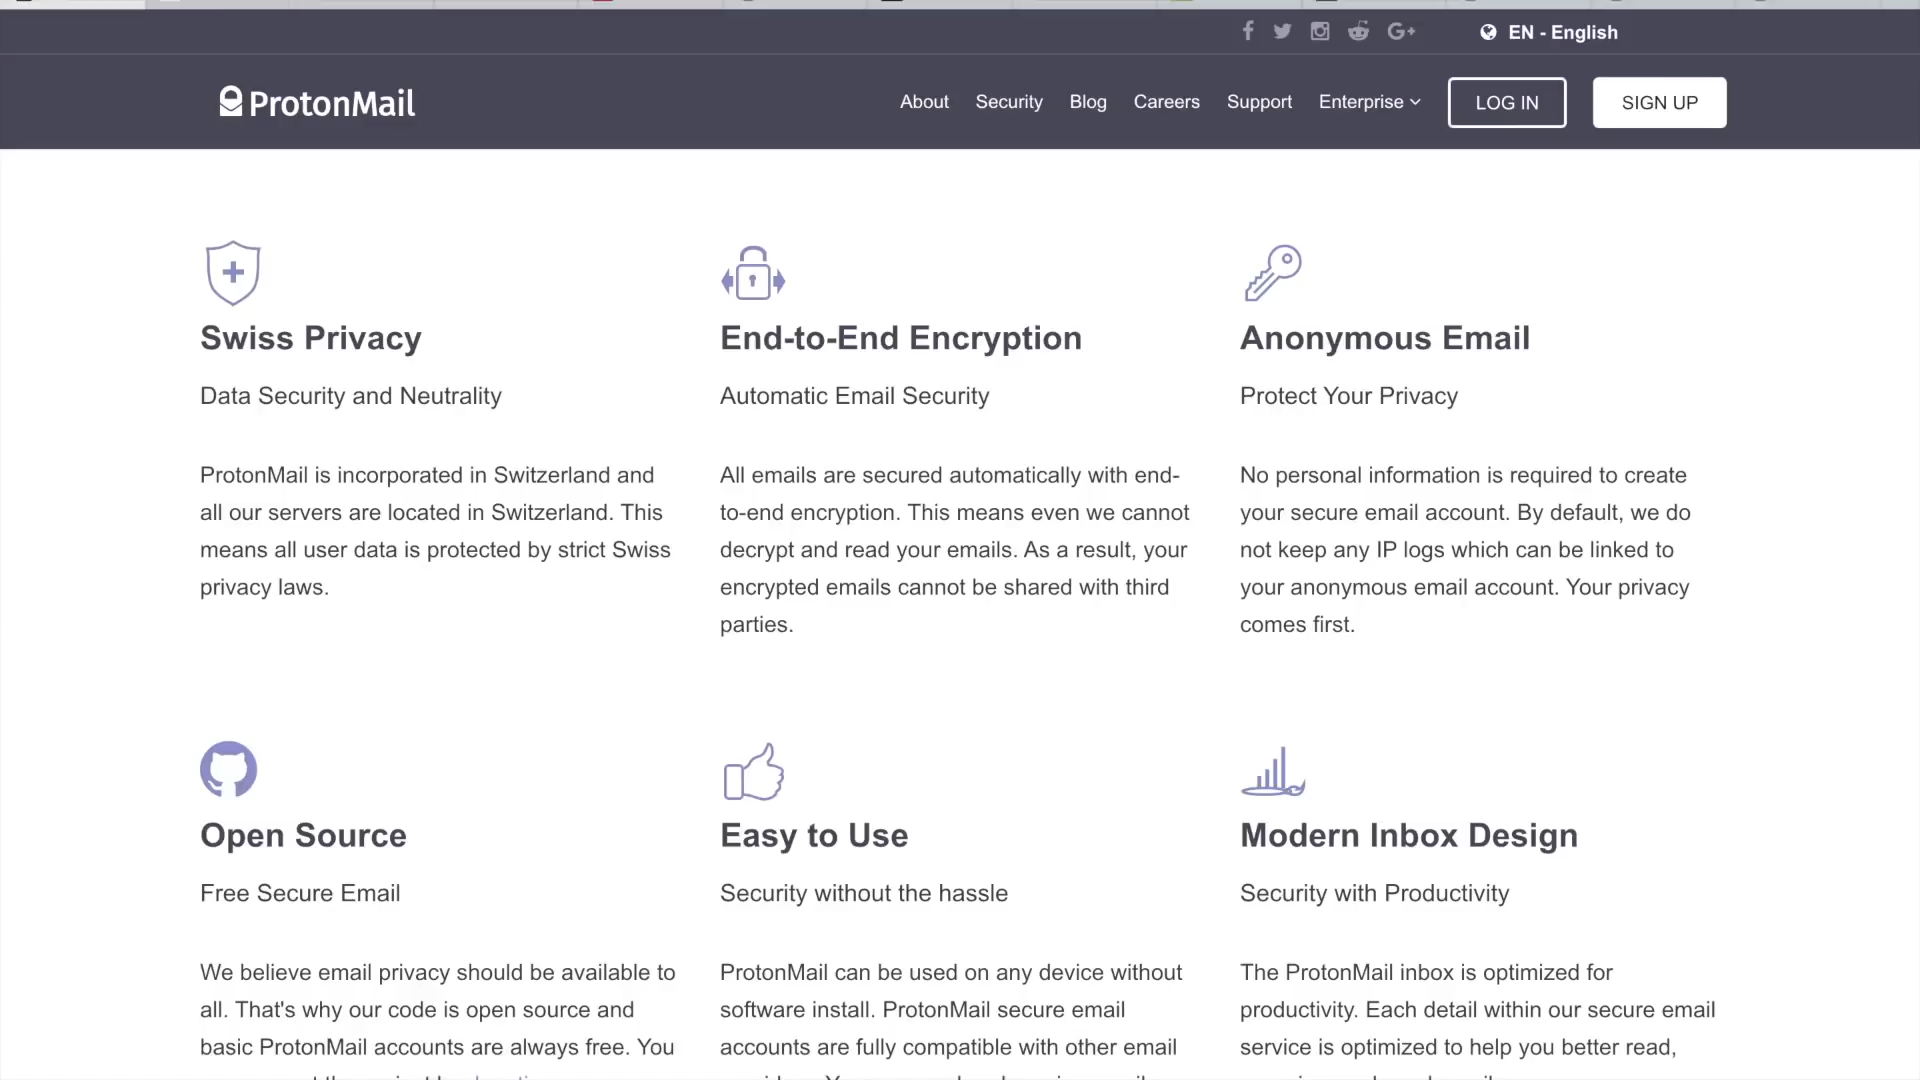 EN - English
ProtonMail
About Security Blog Careers Support Enterprise LOG IN SIGN UP
Swiss Privacy
Data Security and Neutrality
ProtonMail is incorporated in Switzerland and
all our servers are located in Switzerland. This
means all user data is protected by strict Swiss
privacy laws.
End-to-End Encryption
Automatic Email Security
All emails are secured automatically with end-
to-end encryption. This means even we cannot
decrypt and read your emails. As a result, your
encrypted emails cannot be shared with third
parties.
Anonymous Email
Protect Your Privacy
No personal information is required to create
your secure email account. By default, we do
not keep any IP logs which can be linked to
your anonymous email account. Your privacy
comes first.
Open Source
Free Secure Email
We believe email privacy should be available to
all. That's why our code is open source and
basic ProtonMail accounts are always free. You
Easy to Use
Security without the hassle
ProtonMail can be used on any device without
software install. ProtonMail secure email
accounts are fully compatible with other email
Modern Inbox Design
Security with Productivity
The ProtonMail inbox is optimized for
productivity. Each detail within our secure email
service is optimized to help you better read,